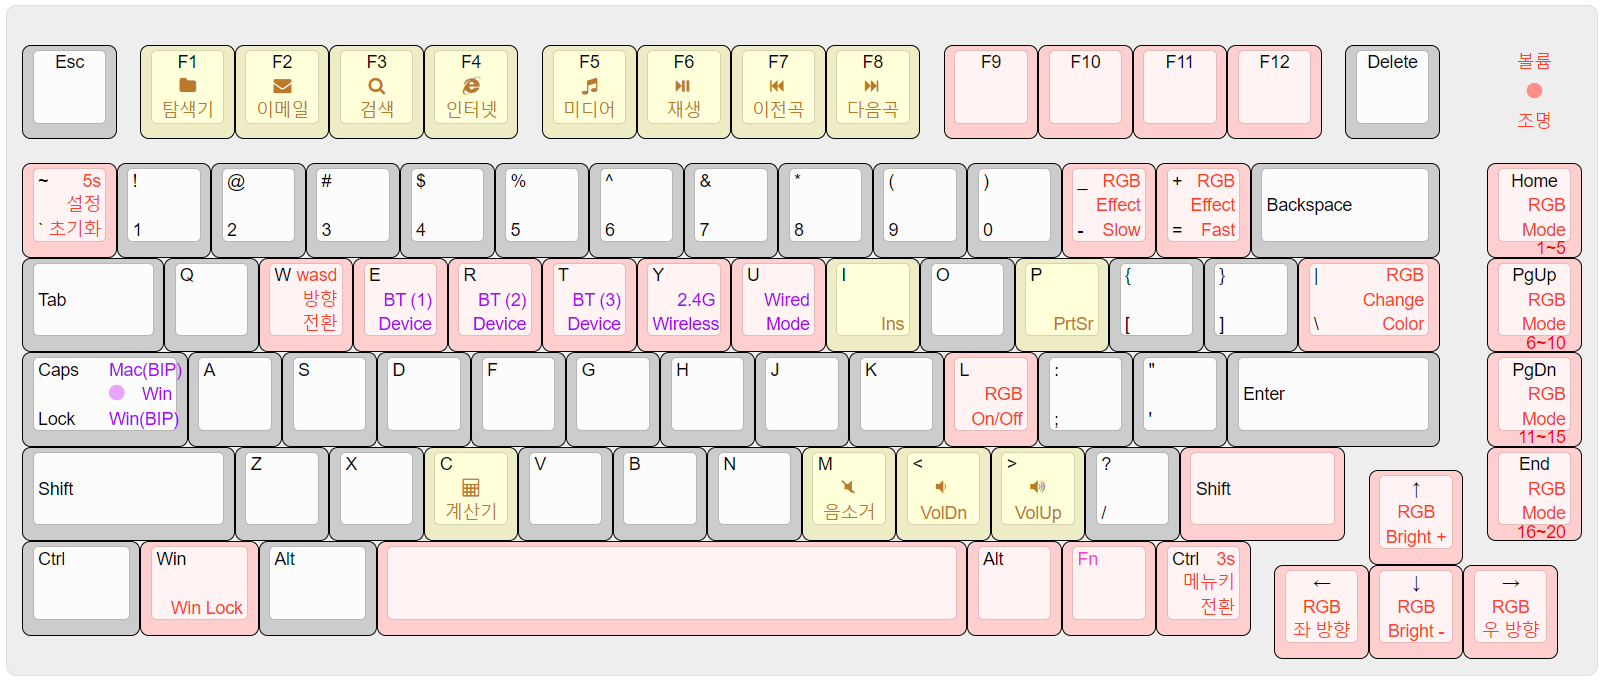 Esc
F1
탐색기
F2
이메일
F3
검색
F4
인터넷
F5
미디어
F6
재생
F7
이전곡
F8
다음곡
F9
F10
F11
F12
Delete
볼륨
조명
~ 5s
설정
` 초기화
!
1
@
2
#
3
$
4
%
5
^
6
&
7
*
8
(
9
)
0
_ RGB
Effect
- Slow
+ RGB
Effect
= Fast
Backspace
Home
RGB
Mode
1~5
Tab
Q
W wasd
방향
전환
E
BT (1)
Device
R
BT (2)
Device
T
BT (3)
Device
Y
2.4G
Wireless
U
Wired
Mode
I
Ins
O
P
PrtSr
{
[
}
]
| RGB
Change
\ Color
PgUp
RGB
Mode
6~10
Caps Mac(BIP)
Win
Lock Win(BIP)
A
S
D
F
G
H
J
K
L
RGB
On/Off
:
;
"
'
Enter
PgDn
RGB
Mode
11~15
Shift
Z
X
C
계산기
V
B
N
M
음소거
<
VolDn
>
VolUp
?
/
Shift
↑
RGB
Bright +
End
RGB
Mode
16~20
Ctrl
Win
Win Lock
Alt
Alt
Fn
Ctrl 3s
메뉴키
전환
←
RGB
좌 방향
↓
RGB
Bright -
→
RGB
우 방향